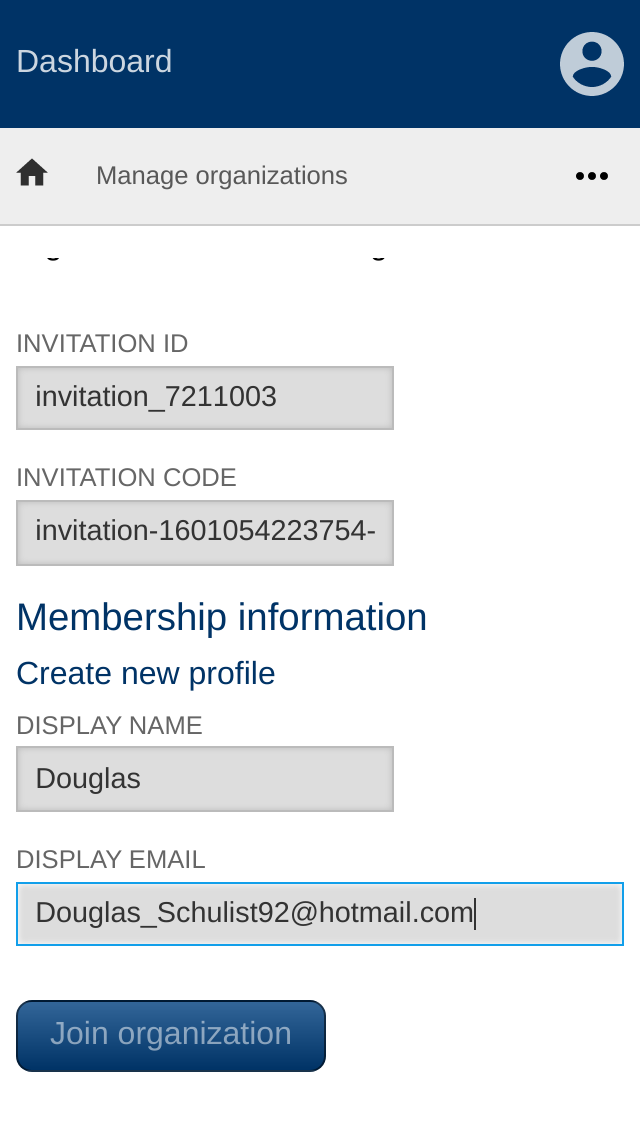 Dashboard
Manage organizations
INVITATION ID
invitation_7211003
INVITATION CODE
invitation-1601054223754-
Membership information
Create new profile
DISPLAY NAME
Douglas
DISPLAY EMAIL
Douglas_Schulist92@hotmail.com
Join organization